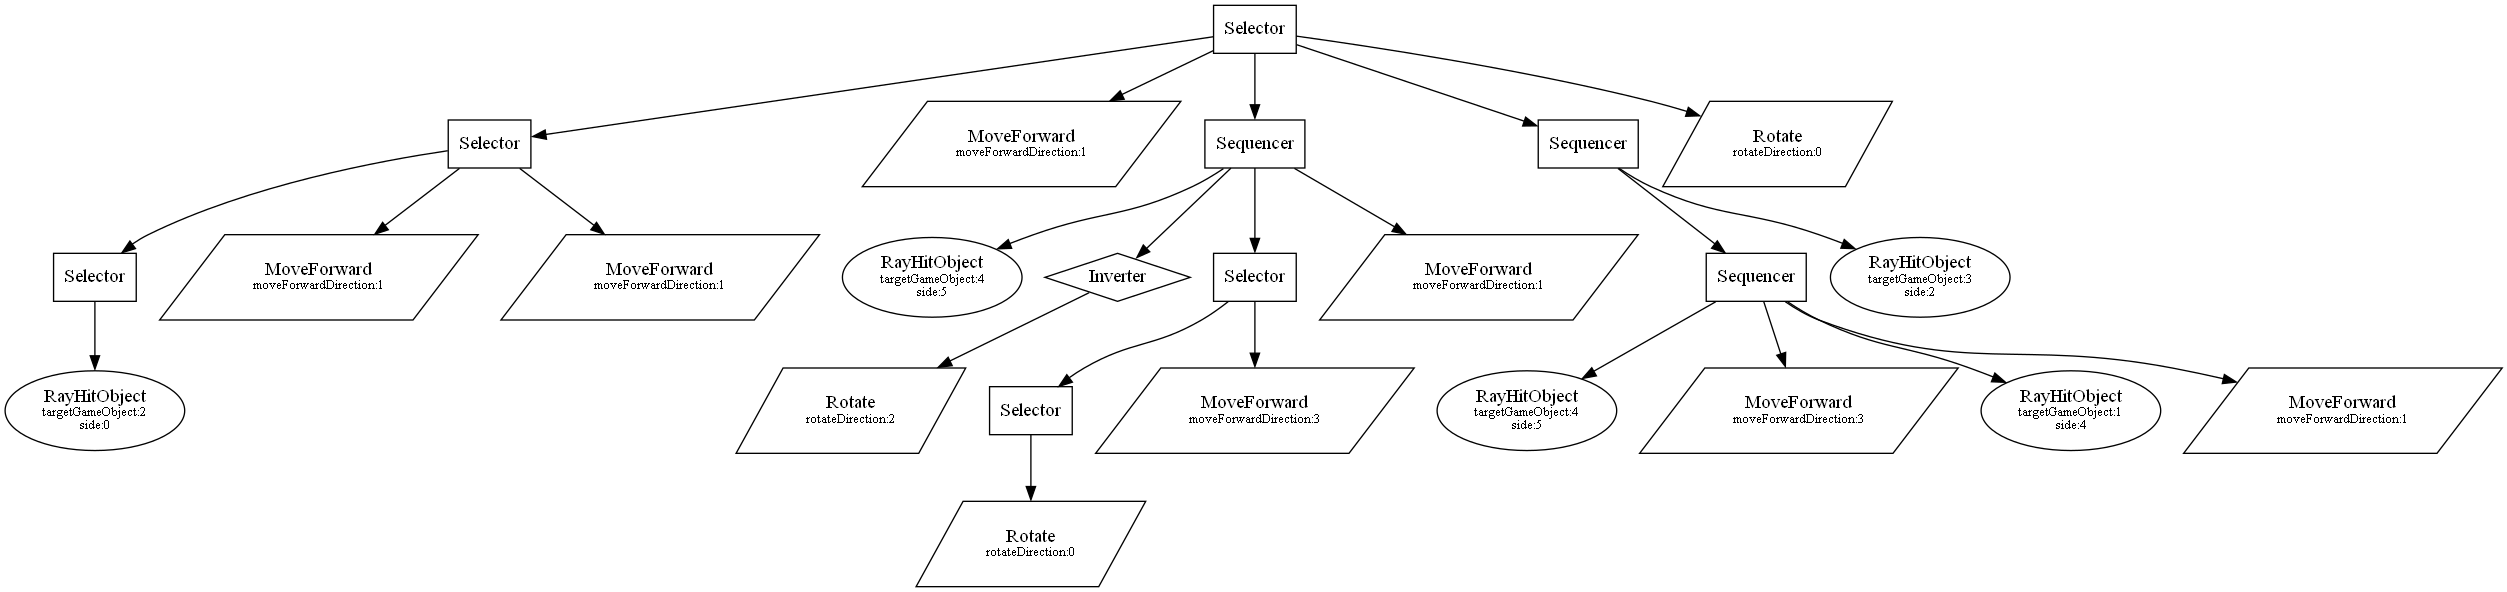 Selector
Selector
MoveForward
moveForwardDirection:1
Sequencer
Sequencer
Rotate
rotateDirection:0
Selector
MoveForward
moveForwardDirection:1
MoveForward
moveForwardDirection:1
RayHitObject
targetGameObject:4
side:5
Inverter
Selector
MoveForward
moveForwardDirection:1
Sequencer
RayHitObject
targetGameObject:3
side:2
RayHitObject
targetGameObject:2
side:0
Rotate
rotateDirection:2
Selector
MoveForward
moveForwardDirection:3
RayHitObject
targetGameObject:4
side:5
MoveForward
moveForwardDirection:3
RayHitObject
targetGameObject:1
side:4
MoveForward
moveForwardDirection:1
Rotate
rotateDirection:0